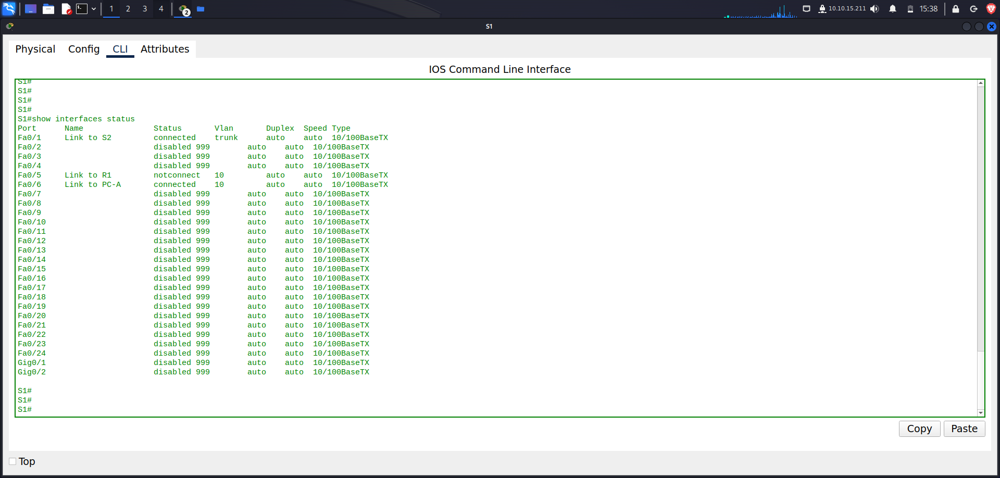 1 2 3 4 2 10.10.15.211 15:38
S1
Physical Config CLI Attributes
IOS Command Line Interface
S1#
S1#
S1#
S1#
S1#show interfaces status
Port Name Status Vlan Duplex Speed Type
Fa0/1 Link to S2 connected trunk auto auto 10/100BaseTX
Fa0/2 disabled 999 auto auto 10/100BaseTX
Fa0/3 disabled 999 auto auto 10/100BaseTX
Fa0/4 disabled 999 auto auto 10/100BaseTX
Fa0/5 Link to R1 notconnect 10 auto auto 10/100BaseTX
Fa0/6 Link to PC-A connected 10 auto auto 10/100BaseTX
Fa0/7 disabled 999 auto auto 10/100BaseTX
Fa0/8 disabled 999 auto auto 10/100BaseTX
Fa0/9 disabled 999 auto auto 10/100BaseTX
Fa0/10 disabled 999 auto auto 10/100BaseTX
Fa0/11 disabled 999 auto auto 10/100BaseTX
Fa0/12 disabled 999 auto auto 10/100BaseTX
Fa0/13 disabled 999 auto auto 10/100BaseTX
Fa0/14 disabled 999 auto auto 10/100BaseTX
Fa0/15 disabled 999 auto auto 10/100BaseTX
Fa0/16 disabled 999 auto auto 10/100BaseTX
Fa0/17 disabled 999 auto auto 10/100BaseTX
Fa0/18 disabled 999 auto auto 10/100BaseTX
Fa0/19 disabled 999 auto auto 10/100BaseTX
Fa0/20 disabled 999 auto auto 10/100BaseTX
Fa0/21 disabled 999 auto auto 10/100BaseTX
Fa0/22 disabled 999 auto auto 10/100BaseTX
Fa0/23 disabled 999 auto auto 10/100BaseTX
Fa0/24 disabled 999 auto auto 10/100BaseTX
Gig0/1 disabled 999 auto auto 10/100BaseTX
Gig0/2 disabled 999 auto auto 10/100BaseTX
S1#
S1#
S1#
Copy Paste
Top